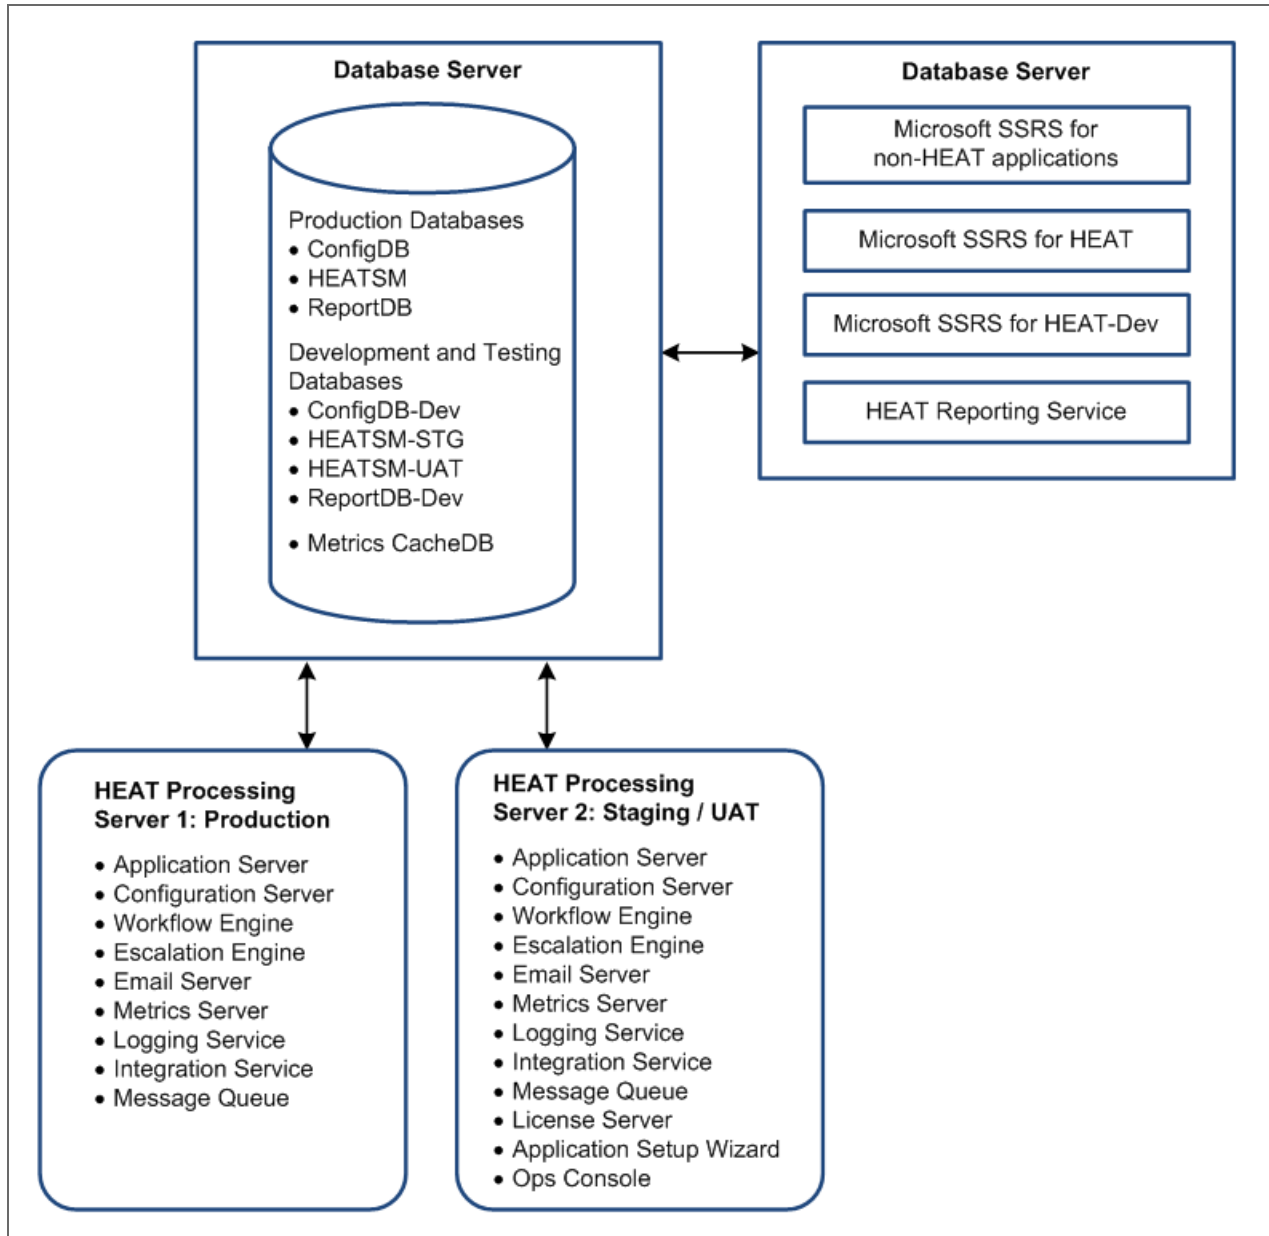 Database Server
Production Databases
• ConfigDB
• HEATSM
• ReportDB
Development and Testing
Databases
• ConfigDB-Dev
• HEATSM-STG
• HEATSM-UAT
• ReportDB-Dev
• Metrics CacheDB
Database Server
Microsoft SSRS for
non-HEAT applications
Microsoft SSRS for HEAT
Microsoft SSRS for HEAT-Dev
HEAT Reporting Service
HEAT Processing
Server 1: Production
• Application Server
• Configuration Server
• Workflow Engine
• Escalation Engine
• Email Server
• Metrics Server
• Logging Service
• Integration Service
• Message Queue
HEAT Processing
Server 2: Staging / UAT
• Application Server
• Configuration Server
• Workflow Engine
• Escalation Engine
• Email Server
• Metrics Server
• Logging Service
• Integration Service
• Message Queue
• License Server
• Application Setup Wizard
• Ops Console